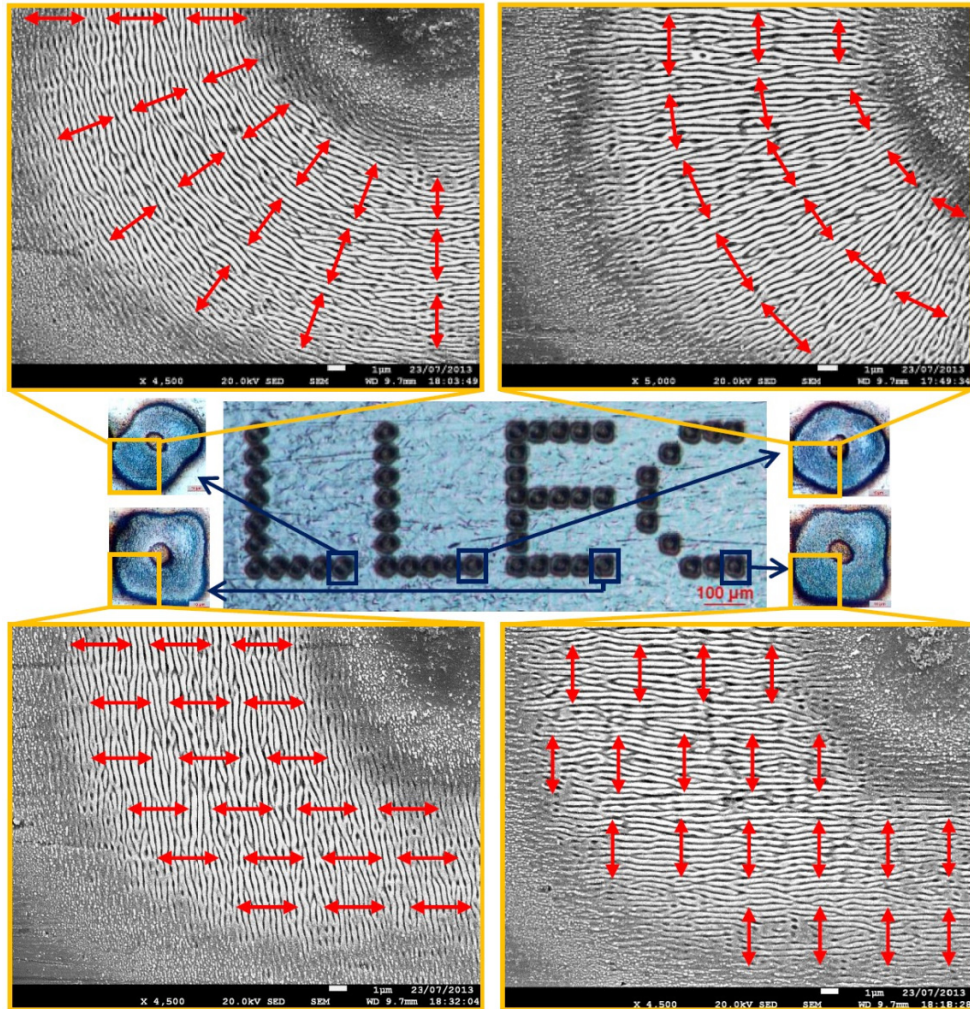 1μm 23/07/2013
X 4,500 20.0kV SED SEM WD 9.7mm 18:03:49
1μm 23/07/2013
X 5,000 20.0kV SED SEM WD 9.7mm 17:49:34
LLEC
100 μm
1μm 23/07/2013
X 4,500 20.0kV SED SEM WD 9.7mm 18:32:04
1μm 23/07/2013
X 4,500 20.0kV SED SEM WD 9.7mm 18:18:28